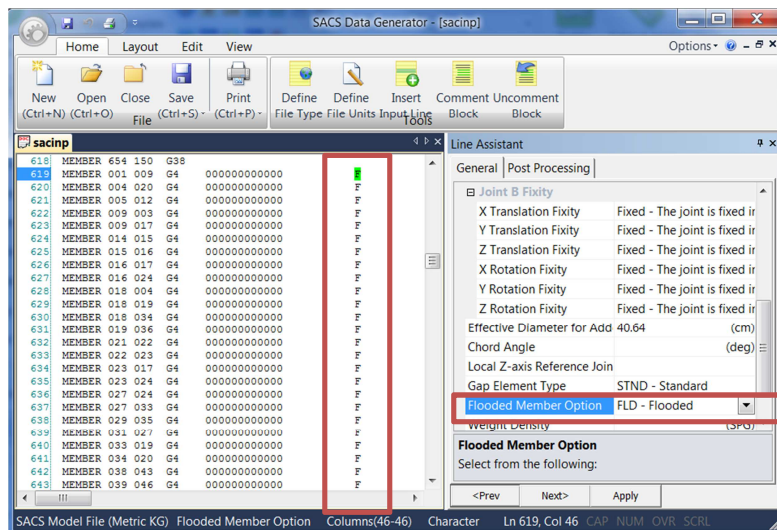 SACS Data Generator - [sacinp]
Home Layout Edit View Options
New (Ctrl+N) Open (Ctrl+O) Close Save (Ctrl+S) Print (Ctrl+P) Define File Type Define File Units Insert Input Line Comment Block Uncomment Block
File Tools
sacinp
618 MEMBER 654 150 G38
619 MEMBER 001 009 G4 000000000000 F
620 MEMBER 004 020 G4 000000000000 F
621 MEMBER 005 012 G4 000000000000 F
622 MEMBER 009 003 G4 000000000000 F
623 MEMBER 009 017 G4 000000000000 F
624 MEMBER 014 015 G4 000000000000 F
625 MEMBER 015 016 G4 000000000000 F
626 MEMBER 016 017 G4 000000000000 F
627 MEMBER 016 024 G4 000000000000 F
628 MEMBER 018 004 G4 000000000000 F
629 MEMBER 018 019 G4 000000000000 F
630 MEMBER 018 034 G4 000000000000 F
631 MEMBER 019 036 G4 000000000000 F
632 MEMBER 021 022 G4 000000000000 F
633 MEMBER 022 023 G4 000000000000 F
634 MEMBER 023 017 G4 000000000000 F
635 MEMBER 023 024 G4 000000000000 F
636 MEMBER 027 024 G4 000000000000 F
637 MEMBER 027 033 G4 000000000000 F
638 MEMBER 029 035 G4 000000000000 F
639 MEMBER 031 027 G4 000000000000 F
640 MEMBER 033 019 G4 000000000000 F
641 MEMBER 034 020 G4 000000000000 F
642 MEMBER 038 043 G4 000000000000 F
643 MEMBER 039 046 G4 000000000000 F
Line Assistant
General Post Processing
Joint B Fixity
X Translation Fixity Fixed - The joint is fixed ir
Y Translation Fixity Fixed - The joint is fixed ir
Z Translation Fixity Fixed - The joint is fixed ir
X Rotation Fixity Fixed - The joint is fixed ir
Y Rotation Fixity Fixed - The joint is fixed ir
Z Rotation Fixity Fixed - The joint is fixed ir
Effective Diameter for Add 40.64 (cm)
Chord Angle (deg)
Local Z-axis Reference Join
Gap Element Type STND - Standard
Flooded Member Option FLD - Flooded
Weight Density (SPG)
Flooded Member Option
Select from the following:
<Prev Next> Apply
SACS Model File (Metric KG) Flooded Member Option Columns(46-46) Character Ln 619, Col 46 CAP NUM OVR SCRL